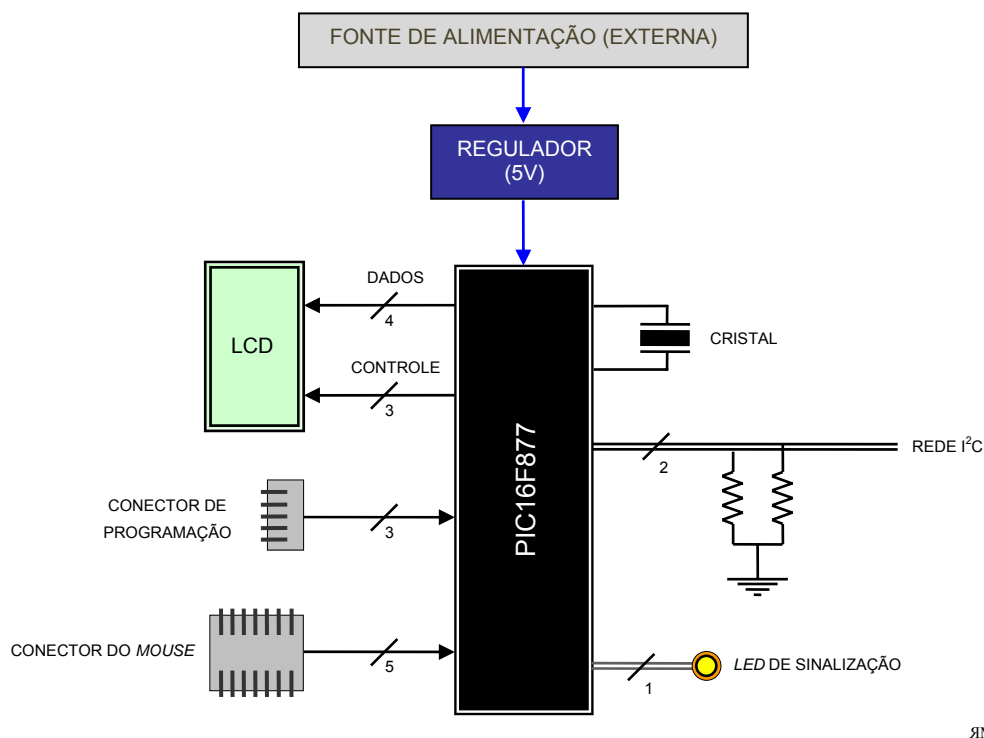 FONTE DE ALIMENTAÇÃO (EXTERNA)
REGULADOR
(5V)
DADOS
4
LCD
CONTROLE
3
CRISTAL
PIC16F877
2
REDE I²C
CONECTOR DE
PROGRAMAÇÃO
3
CONECTOR DO MOUSE
5
1
LED DE SINALIZAÇÃO